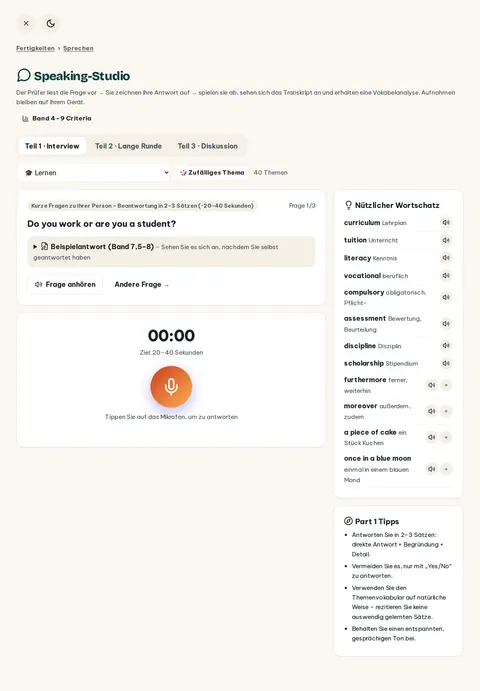 Fertigkeiten › Sprechen
Speaking-Studio
Der Prüfer liest die Frage vor → Sie zeichnen Ihre Antwort auf → spielen sie ab, sehen sich das Transkript an und erhalten eine Vokabelanalyse. Aufnahmen
bleiben auf Ihrem Gerät.
Band 4–9 Criteria
Teil 1 · Interview
Teil 2 · Lange Runde
Teil 3 · Diskussion
Lernen
Zufälliges Thema
40 Themen
Kurze Fragen zu Ihrer Person – Beantwortung in 2–3 Sätzen (~20–40 Sekunden)
Frage 1/3
Do you work or are you a student?
Beispielantwort (Band 7,5–8) – Sehen Sie es sich an, nachdem Sie selbst
geantwortet haben
Frage anhören
Andere Frage →
00:00
Ziel: 20–40 Sekunden
Tippen Sie auf das Mikrofon, um zu antworten
Nützlicher Wortschatz
curriculum Lehrplan
tuition Unterricht
literacy Kenntnis
vocational beruflich
compulsory obligatorisch,
Pflicht-
assessment Bewertung,
Beurteilung
discipline Disziplin
scholarship Stipendium
furthermore ferner,
weiterhin
moreover außerdem,
zudem
a piece of cake ein
Stück Kuchen
once in a blue moon
einmal in einem blauen
Mond
Part 1 Tipps
• Antworten Sie in 2–3 Sätzen:
direkte Antwort + Begründung +
Detail.
• Vermeiden Sie es, nur mit „Yes/No“
zu antworten.
• Verwenden Sie den
Themenvokabular auf natürliche
Weise – rezitieren Sie keine
auswendig gelernten Sätze.
• Behalten Sie einen entspannten,
gesprächigen Ton bei.